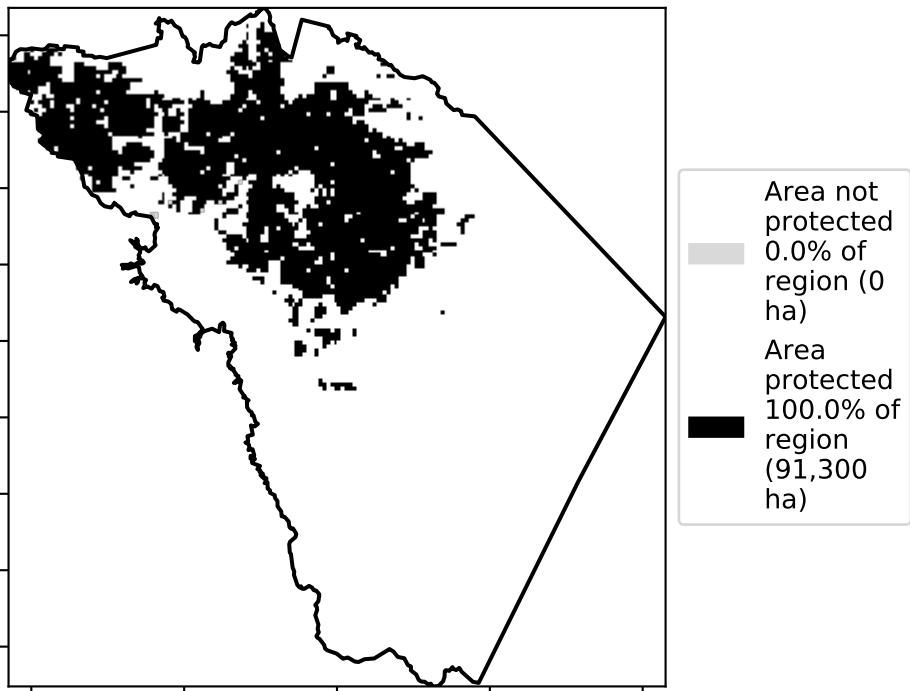 Area not
protected
0.0% of
region (0
ha)
Area
protected
100.0% of
region
(91,300
ha)